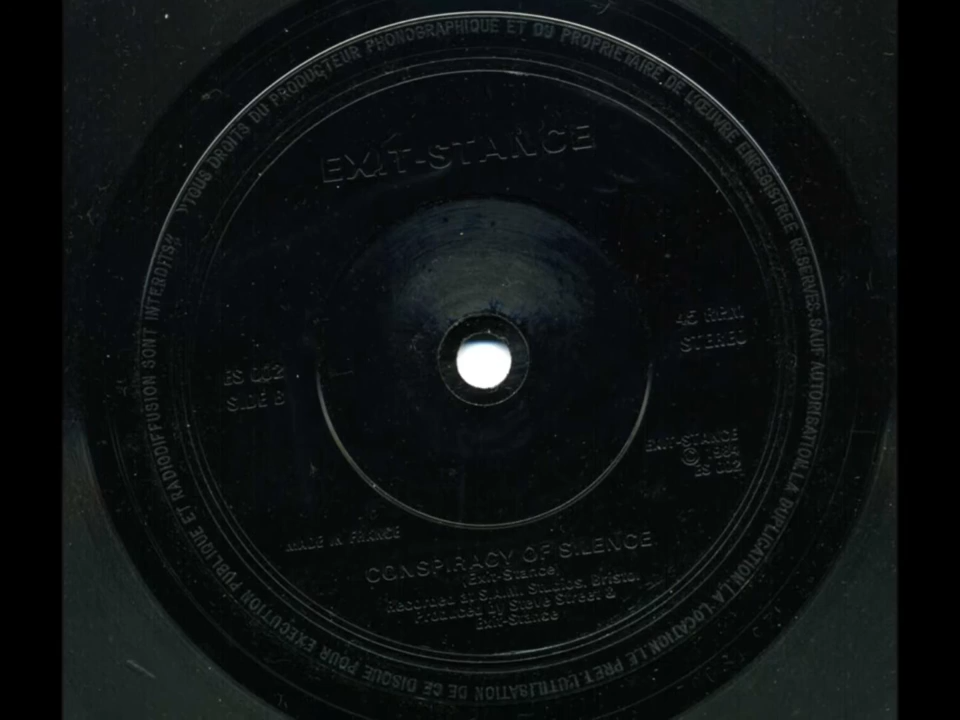 "TOUS DROITS DU PRODUCTEUR PHONOGRAPHIQUE ET DU PROPRIETAIRE DE L'ŒUVRE ENREGISTREE RESERVES.SAUF AUTORISATION,LA DUPLICATION,LA LOCATION,LE PRET,L'UTILISATION DE CE DISQUE POUR EXECUTION PUBLIQUE ET RADIODIFFUSION SONT INTERDITS"
EXIT-STANCE
45 RPM
STEREO
ES 002
SIDE B
EXIT-STANCE
© 1984
ES 002
MADE IN FRANCE
CONSPIRACY OF SILENCE
(Exit-Stance)
Recorded at S.A.M. Studios, Bristol
Produced by Steve Street &
Exit-Stance